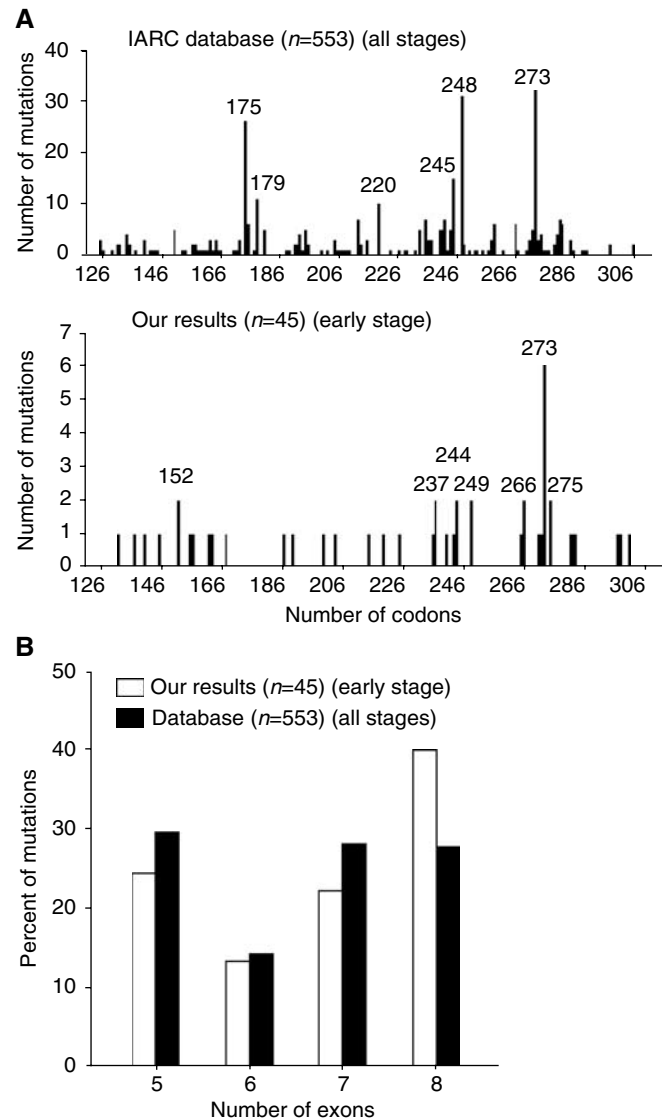 A
IARC database (n=553) (all stages)
Number of mutations
40
30
20
10
0
175
179
220
245
248
273
126 146 166 186 206 226 246 266 286 306
Our results (n=45) (early stage)
Number of mutations
7
6
5
4
3
2
1
0
152
237
244
249
266
273
275
126 146 166 186 206 226 246 266 286 306
Number of codons
B
Our results (n=45) (early stage)
Database (n=553) (all stages)
Percent of mutations
50
40
30
20
10
0
5 6 7 8
Number of exons